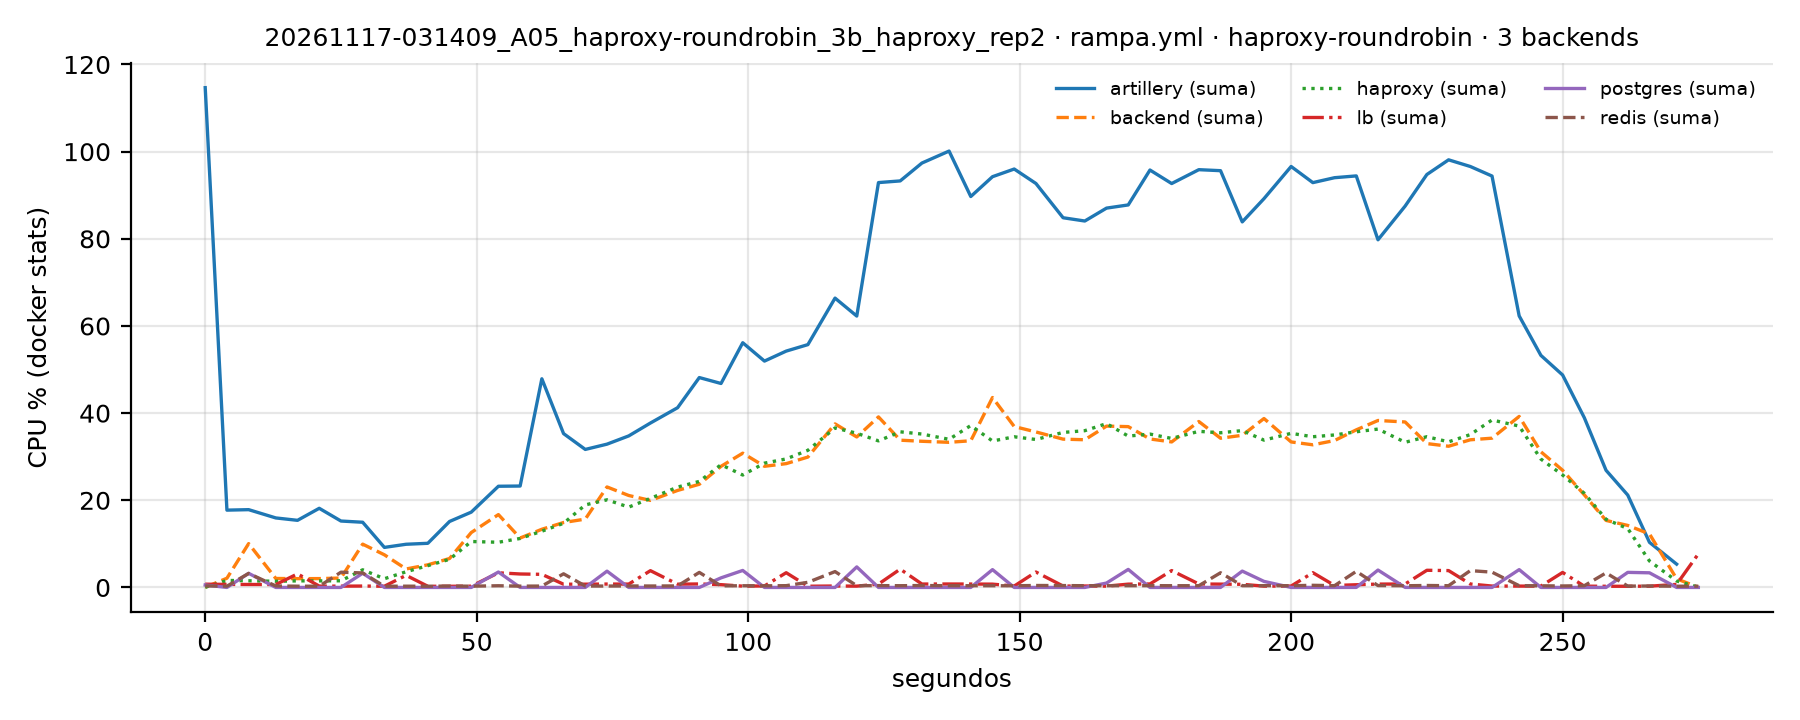 20261117-031409_A05_haproxy-roundrobin_3b_haproxy_rep2 · rampa.yml · haproxy-roundrobin · 3 backends
CPU % (docker stats)
120
100
80
60
40
20
0
artillery (suma)
backend (suma)
haproxy (suma)
lb (suma)
postgres (suma)
redis (suma)
0 50 100 150 200 250
segundos